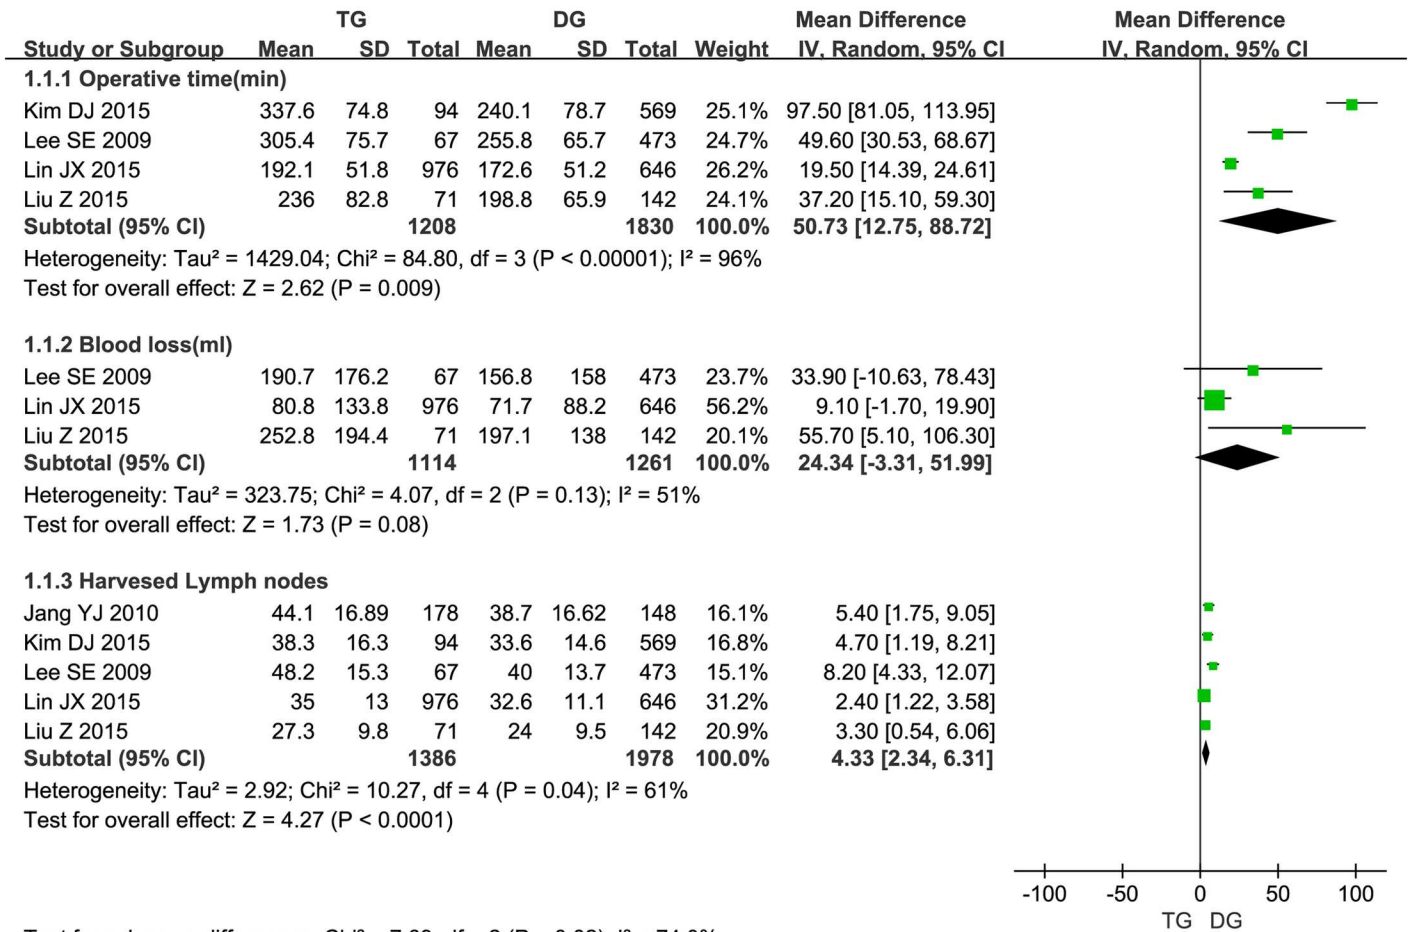 TG DG Mean Difference Mean Difference
Study or Subgroup Mean SD Total Mean SD Total Weight IV, Random, 95% CI IV, Random, 95% CI
1.1.1 Operative time(min)
Kim DJ 2015 337.6 74.8 94 240.1 78.7 569 25.1% 97.50 [81.05, 113.95]
Lee SE 2009 305.4 75.7 67 255.8 65.7 473 24.7% 49.60 [30.53, 68.67]
Lin JX 2015 192.1 51.8 976 172.6 51.2 646 26.2% 19.50 [14.39, 24.61]
Liu Z 2015 236 82.8 71 198.8 65.9 142 24.1% 37.20 [15.10, 59.30]
Subtotal (95% CI) 1208 1830 100.0% 50.73 [12.75, 88.72]
Heterogeneity: Tau² = 1429.04; Chi² = 84.80, df = 3 (P < 0.00001); I² = 96%
Test for overall effect: Z = 2.62 (P = 0.009)
1.1.2 Blood loss(ml)
Lee SE 2009 190.7 176.2 67 156.8 158 473 23.7% 33.90 [-10.63, 78.43]
Lin JX 2015 80.8 133.8 976 71.7 88.2 646 56.2% 9.10 [-1.70, 19.90]
Liu Z 2015 252.8 194.4 71 197.1 138 142 20.1% 55.70 [5.10, 106.30]
Subtotal (95% CI) 1114 1261 100.0% 24.34 [-3.31, 51.99]
Heterogeneity: Tau² = 323.75; Chi² = 4.07, df = 2 (P = 0.13); I² = 51%
Test for overall effect: Z = 1.73 (P = 0.08)
1.1.3 Harvesed Lymph nodes
Jang YJ 2010 44.1 16.89 178 38.7 16.62 148 16.1% 5.40 [1.75, 9.05]
Kim DJ 2015 38.3 16.3 94 33.6 14.6 569 16.8% 4.70 [1.19, 8.21]
Lee SE 2009 48.2 15.3 67 40 13.7 473 15.1% 8.20 [4.33, 12.07]
Lin JX 2015 35 13 976 32.6 11.1 646 31.2% 2.40 [1.22, 3.58]
Liu Z 2015 27.3 9.8 71 24 9.5 142 20.9% 3.30 [0.54, 6.06]
Subtotal (95% CI) 1386 1978 100.0% 4.33 [2.34, 6.31]
Heterogeneity: Tau² = 2.92; Chi² = 10.27, df = 4 (P = 0.04); I² = 61%
Test for overall effect: Z = 4.27 (P < 0.0001)
-100 -50 0 50 100
TG DG